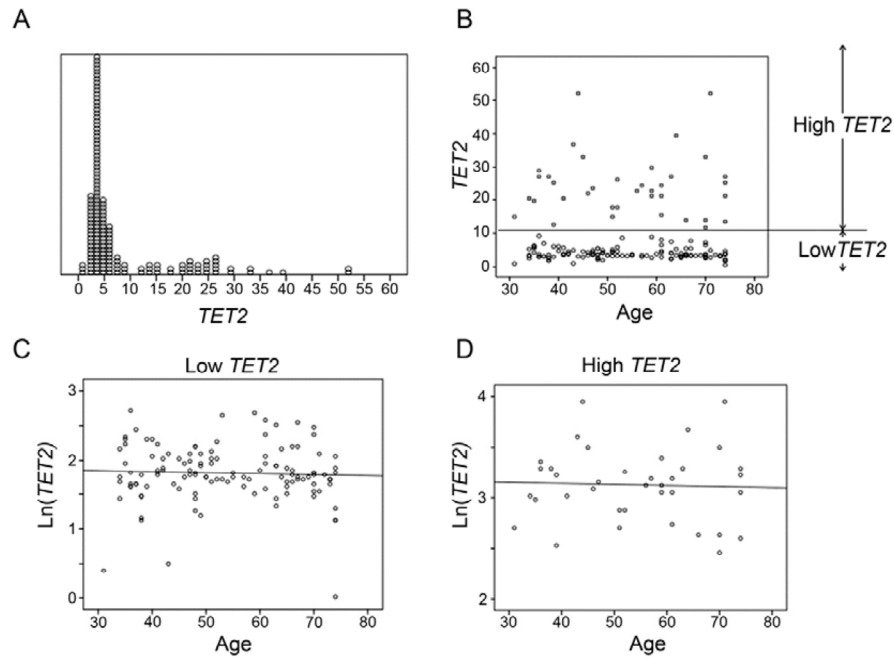 A
0 5 10 15 20 25 30 35 40 45 50 55 60
TET2
B
60
50
40
30
20
10
0
TET2
30 40 50 60 70 80
Age
High TET2
LowTET2
C
Low TET2
3
2
1
0
Ln(TET2)
30 40 50 60 70 80
Age
D
High TET2
4
3
2
Ln(TET2)
30 40 50 60 70 80
Age